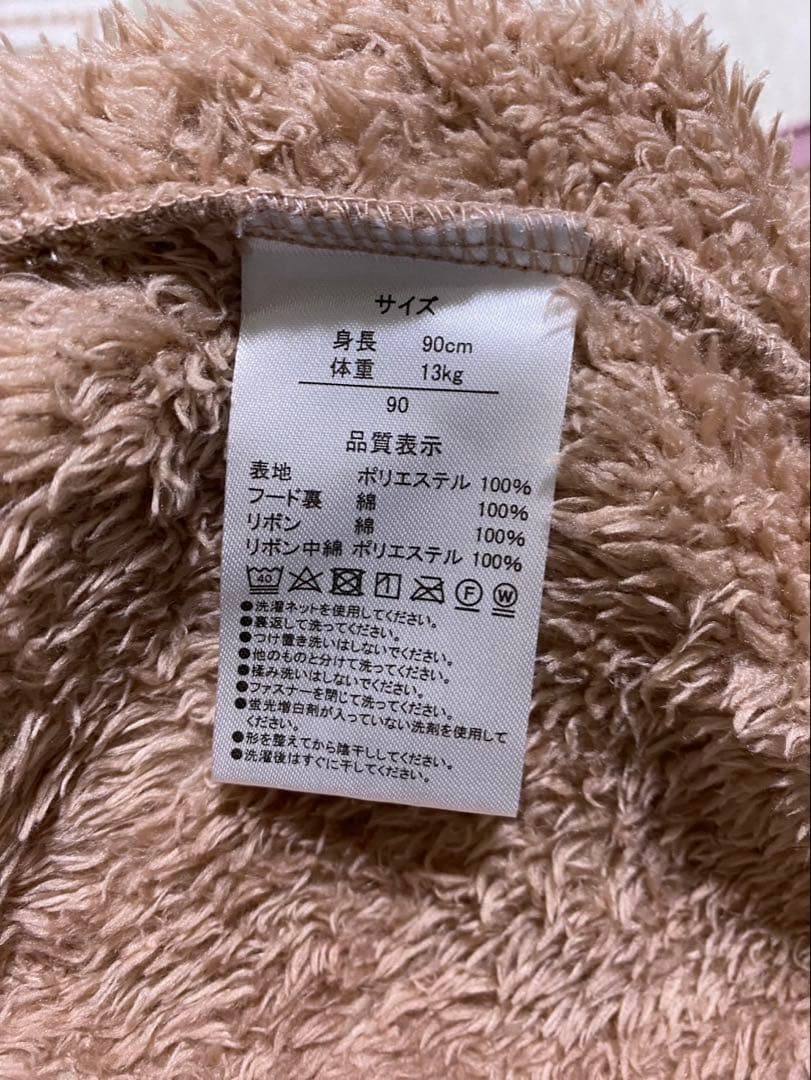 サイズ
身長 90cm
体重 13kg
90
品質表示
表地 ポリエステル 100%
フード裏 綿 100%
リボン 綿 100%
リボン中綿 ポリエステル 100%
40 F W
●洗濯ネットを使用してください。
●裏返して洗ってください。
●つけ置き洗いはしないでください。
●他のものと分けて洗ってください。
●揉み洗いはしないでください。
●ファスナーを閉じて洗ってください。
●蛍光増白剤が入っていない洗剤を使用して
ください。
●形を整えてから陰干ししてください。
●洗濯後はすぐに干してください。